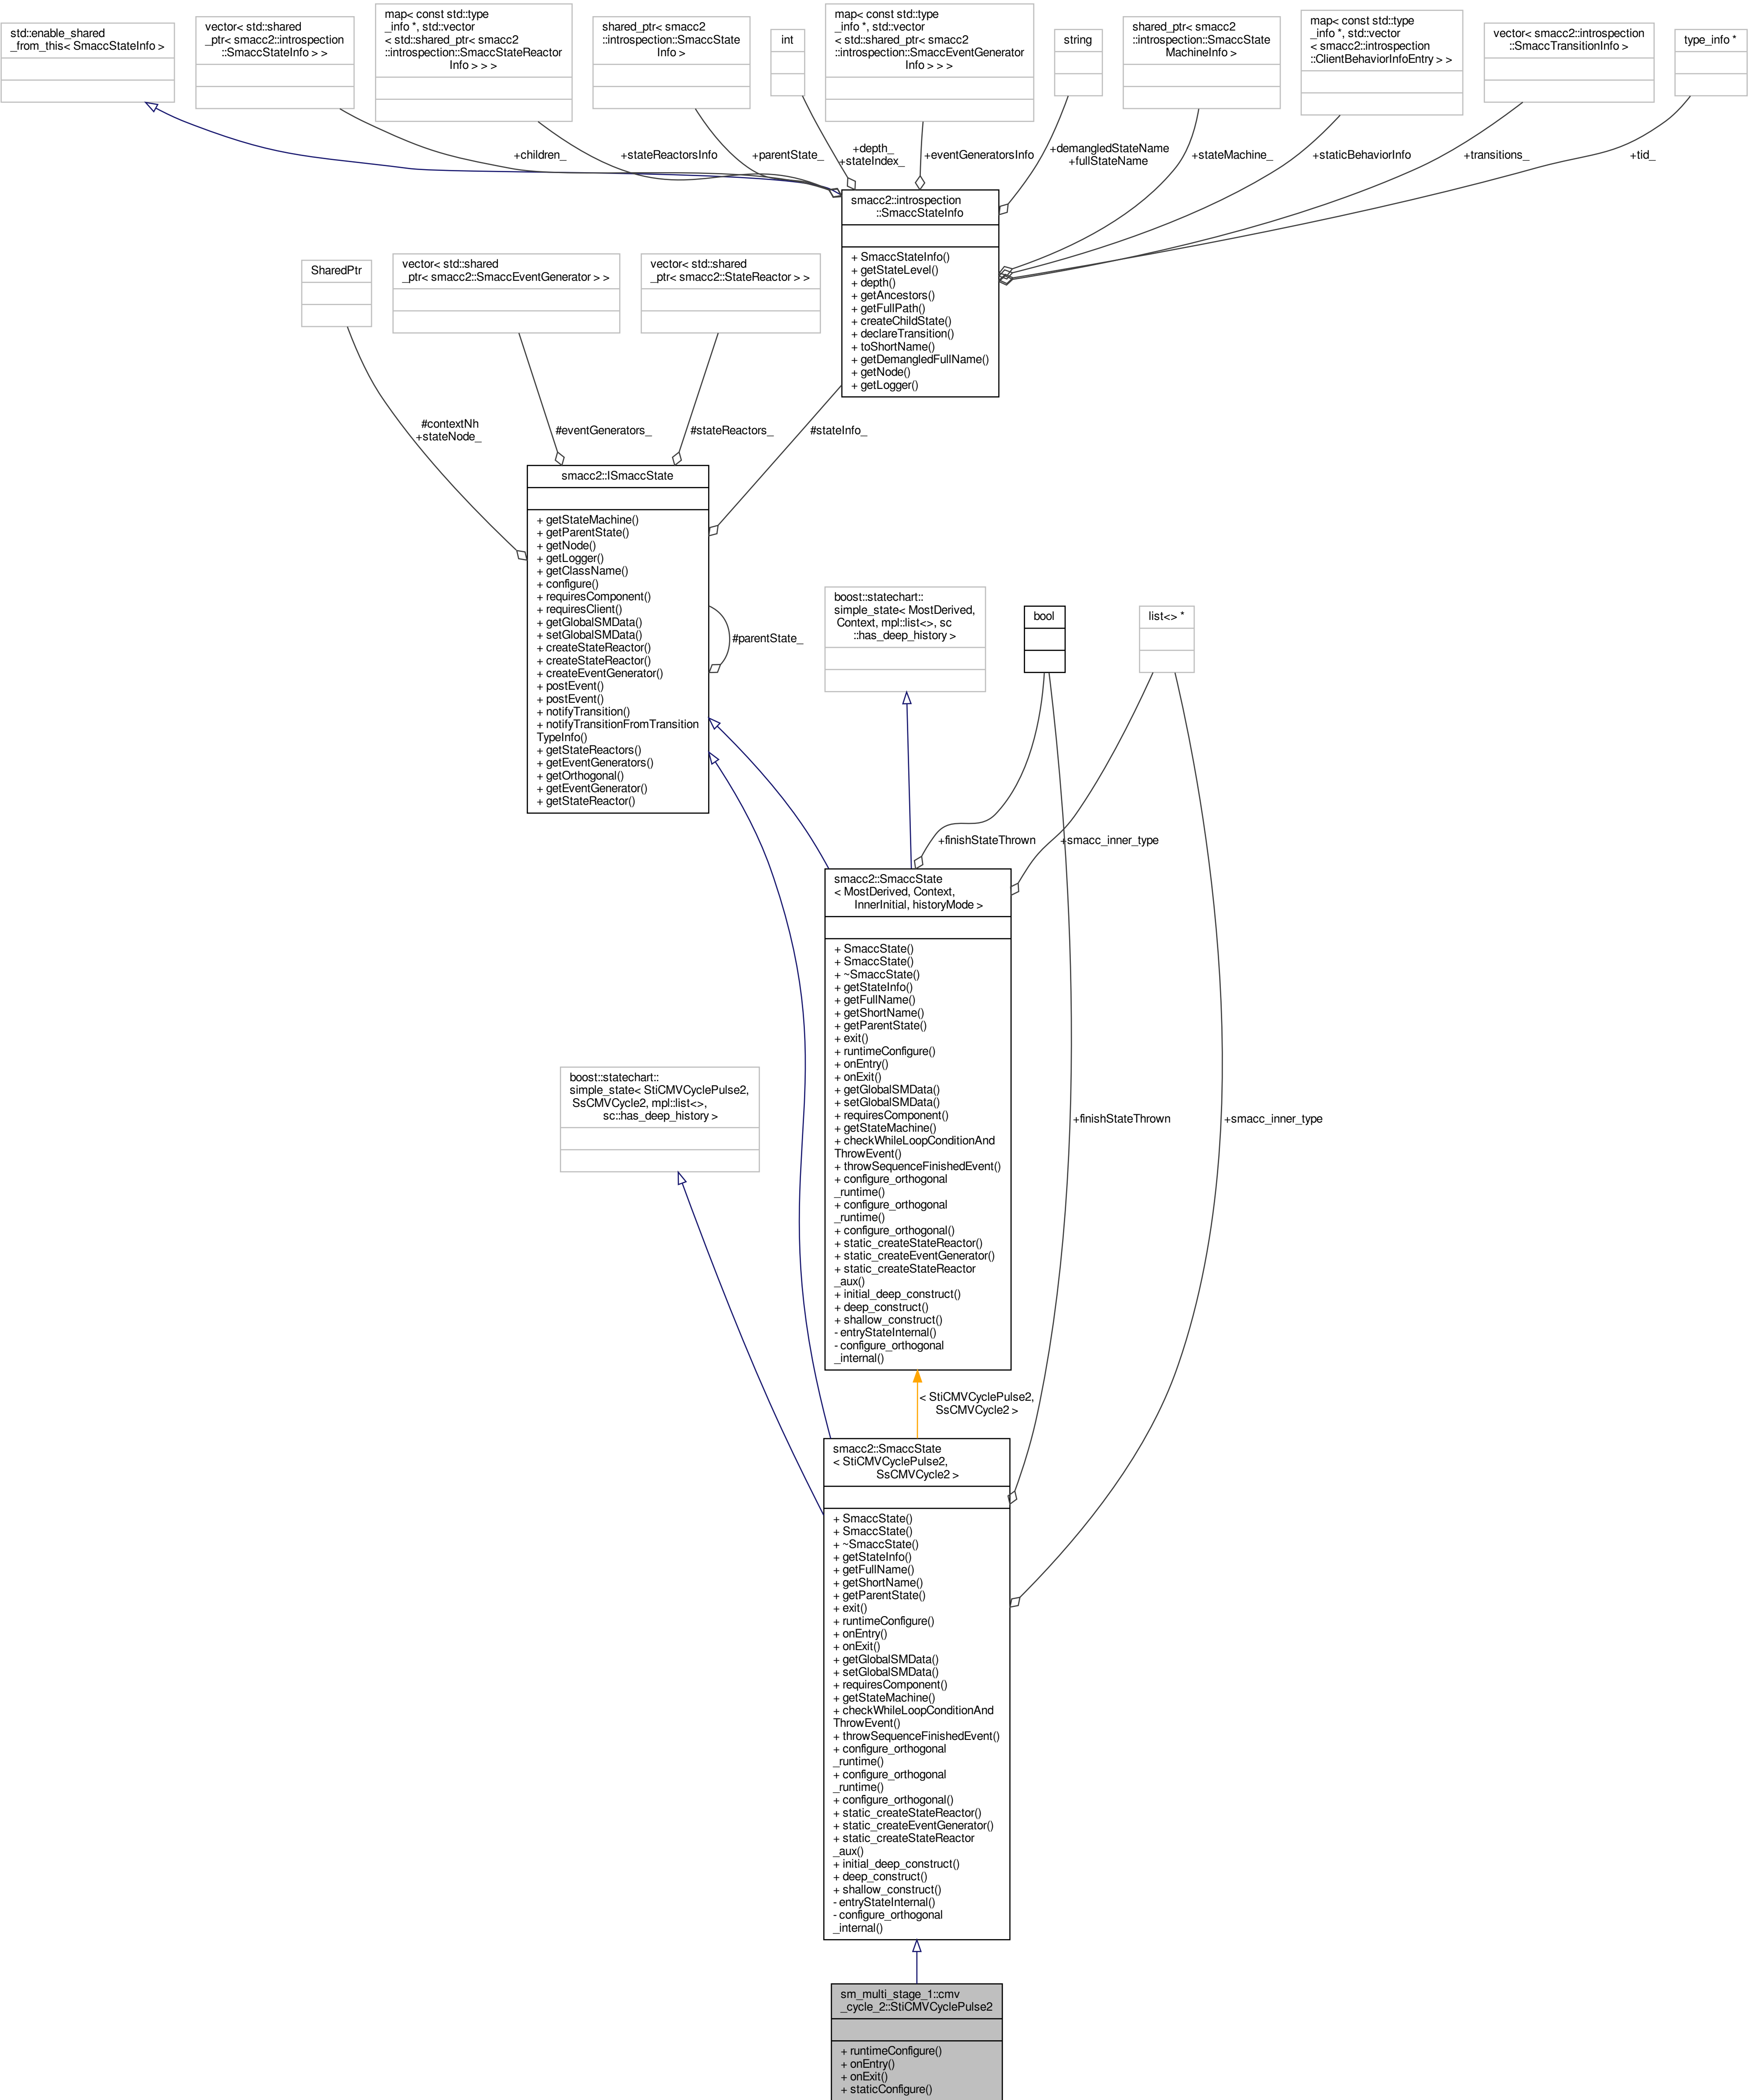 std::enable_shared
_from_this< SmaccStateInfo >
vector< std::shared
_ptr< smacc2::introspection
::SmaccStateInfo > >
map< const std::type
_info *, std::vector
< std::shared_ptr< smacc2
::introspection::SmaccStateReactor
Info > > >
shared_ptr< smacc2
::introspection::SmaccState
Info >
int
map< const std::type
_info *, std::vector
< std::shared_ptr< smacc2
::introspection::SmaccEventGenerator
Info > > >
string
shared_ptr< smacc2
::introspection::SmaccState
MachineInfo >
map< const std::type
_info *, std::vector
< smacc2::introspection
::ClientBehaviorInfoEntry > >
vector< smacc2::introspection
::SmaccTransitionInfo >
type_info *
+children_
+stateReactorsInfo
+parentState_
+depth_
+stateIndex_
+eventGeneratorsInfo
+demangledStateName
+fullStateName
+stateMachine_
+staticBehaviorInfo
+transitions_
+tid_
smacc2::introspection
::SmaccStateInfo
+ SmaccStateInfo()
+ getStateLevel()
+ depth()
+ getAncestors()
+ getFullPath()
+ createChildState()
+ declareTransition()
+ toShortName()
+ getDemangledFullName()
+ getNode()
+ getLogger()
SharedPtr
vector< std::shared
_ptr< smacc2::SmaccEventGenerator > >
vector< std::shared
_ptr< smacc2::StateReactor > >
#contextNh
+stateNode_
#eventGenerators_
#stateReactors_
#stateInfo_
smacc2::ISmaccState
+ getStateMachine()
+ getParentState()
+ getNode()
+ getLogger()
+ getClassName()
+ configure()
+ requiresComponent()
+ requiresClient()
+ getGlobalSMData()
+ setGlobalSMData()
+ createStateReactor()
+ createStateReactor()
+ createEventGenerator()
+ postEvent()
+ postEvent()
+ notifyTransition()
+ notifyTransitionFromTransition
TypeInfo()
+ getStateReactors()
+ getEventGenerators()
+ getOrthogonal()
+ getEventGenerator()
+ getStateReactor()
#parentState_
boost::statechart::
simple_state< MostDerived,
Context, mpl::list<>, sc
::has_deep_history >
bool
list<> *
+finishStateThrown
+smacc_inner_type
smacc2::SmaccState
< MostDerived, Context,
InnerInitial, historyMode >
+ SmaccState()
+ SmaccState()
+ ~SmaccState()
+ getStateInfo()
+ getFullName()
+ getShortName()
+ getParentState()
+ exit()
+ runtimeConfigure()
+ onEntry()
+ onExit()
+ getGlobalSMData()
+ setGlobalSMData()
+ requiresComponent()
+ getStateMachine()
+ checkWhileLoopConditionAnd
ThrowEvent()
+ throwSequenceFinishedEvent()
+ configure_orthogonal
_runtime()
+ configure_orthogonal
_runtime()
+ configure_orthogonal()
+ static_createStateReactor()
+ static_createEventGenerator()
+ static_createStateReactor
_aux()
+ initial_deep_construct()
+ deep_construct()
+ shallow_construct()
- entryStateInternal()
- configure_orthogonal
_internal()
boost::statechart::
simple_state< StiCMVCyclePulse2,
SsCMVCycle2, mpl::list<>,
sc::has_deep_history >
+finishStateThrown
+smacc_inner_type
< StiCMVCyclePulse2,
SsCMVCycle2 >
smacc2::SmaccState
< StiCMVCyclePulse2,
SsCMVCycle2 >
+ SmaccState()
+ SmaccState()
+ ~SmaccState()
+ getStateInfo()
+ getFullName()
+ getShortName()
+ getParentState()
+ exit()
+ runtimeConfigure()
+ onEntry()
+ onExit()
+ getGlobalSMData()
+ setGlobalSMData()
+ requiresComponent()
+ getStateMachine()
+ checkWhileLoopConditionAnd
ThrowEvent()
+ throwSequenceFinishedEvent()
+ configure_orthogonal
_runtime()
+ configure_orthogonal
_runtime()
+ configure_orthogonal()
+ static_createStateReactor()
+ static_createEventGenerator()
+ static_createStateReactor
_aux()
+ initial_deep_construct()
+ deep_construct()
+ shallow_construct()
- entryStateInternal()
- configure_orthogonal
_internal()
sm_multi_stage_1::cmv
_cycle_2::StiCMVCyclePulse2
+ runtimeConfigure()
+ onEntry()
+ onExit()
+ staticConfigure()